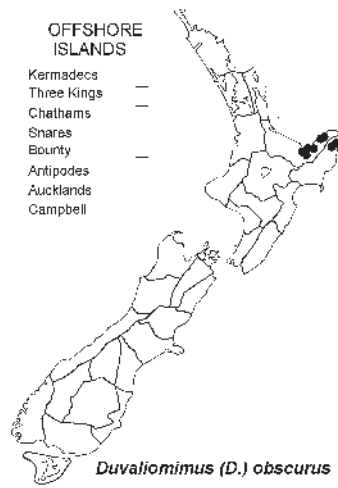 OFFSHORE
ISLANDS
Kermadecs
Three Kings
Chathams
Snares
Bounty
Antipodes
Aucklands
Campbell
Duvaliomimus (D.) obscurus